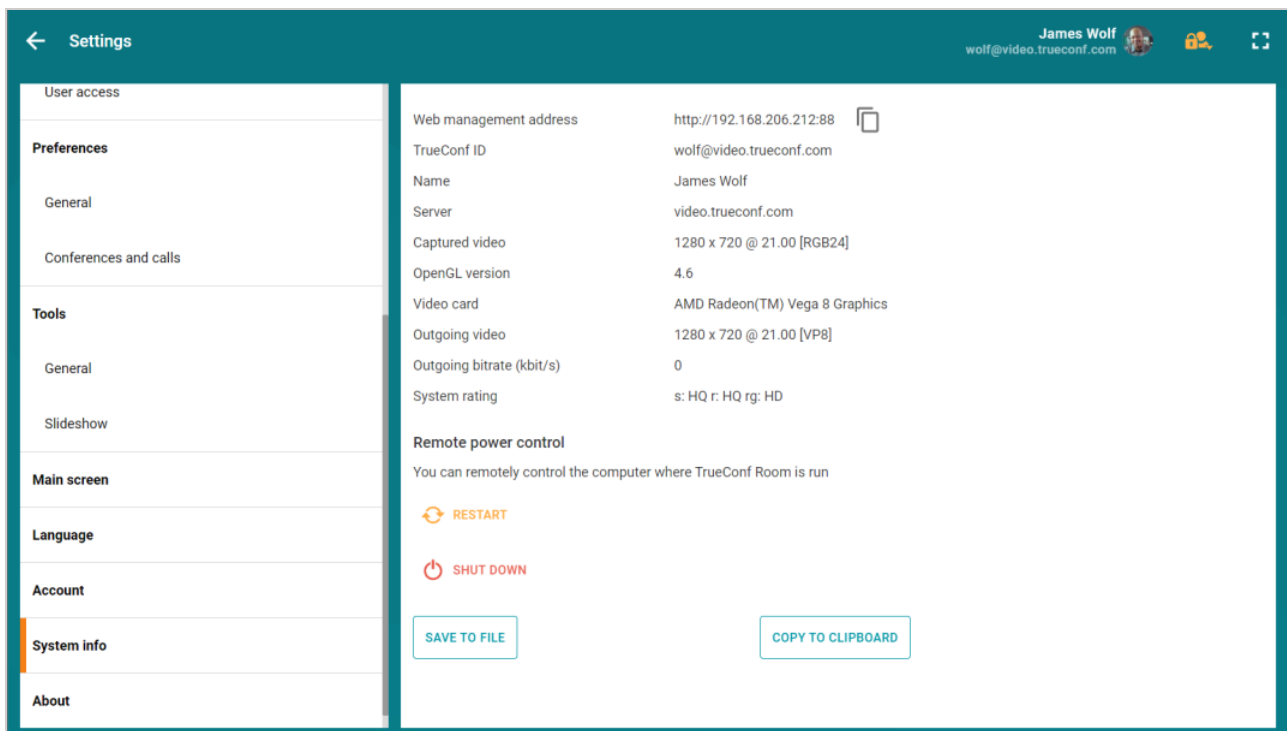 Settings
James Wolf
wolf@video.trueconf.com
User access
Preferences
General
Conferences and calls
Tools
General
Slideshow
Main screen
Language
Account
System info
About
Web management address http://192.168.206.212:88
TrueConf ID wolf@video.trueconf.com
Name James Wolf
Server video.trueconf.com
Captured video 1280 x 720 @ 21.00 [RGB24]
OpenGL version 4.6
Video card AMD Radeon(TM) Vega 8 Graphics
Outgoing video 1280 x 720 @ 21.00 [VP8]
Outgoing bitrate (kbit/s) 0
System rating s: HQ r: HQ rg: HD
Remote power control
You can remotely control the computer where TrueConf Room is run
RESTART
SHUT DOWN
SAVE TO FILE COPY TO CLIPBOARD